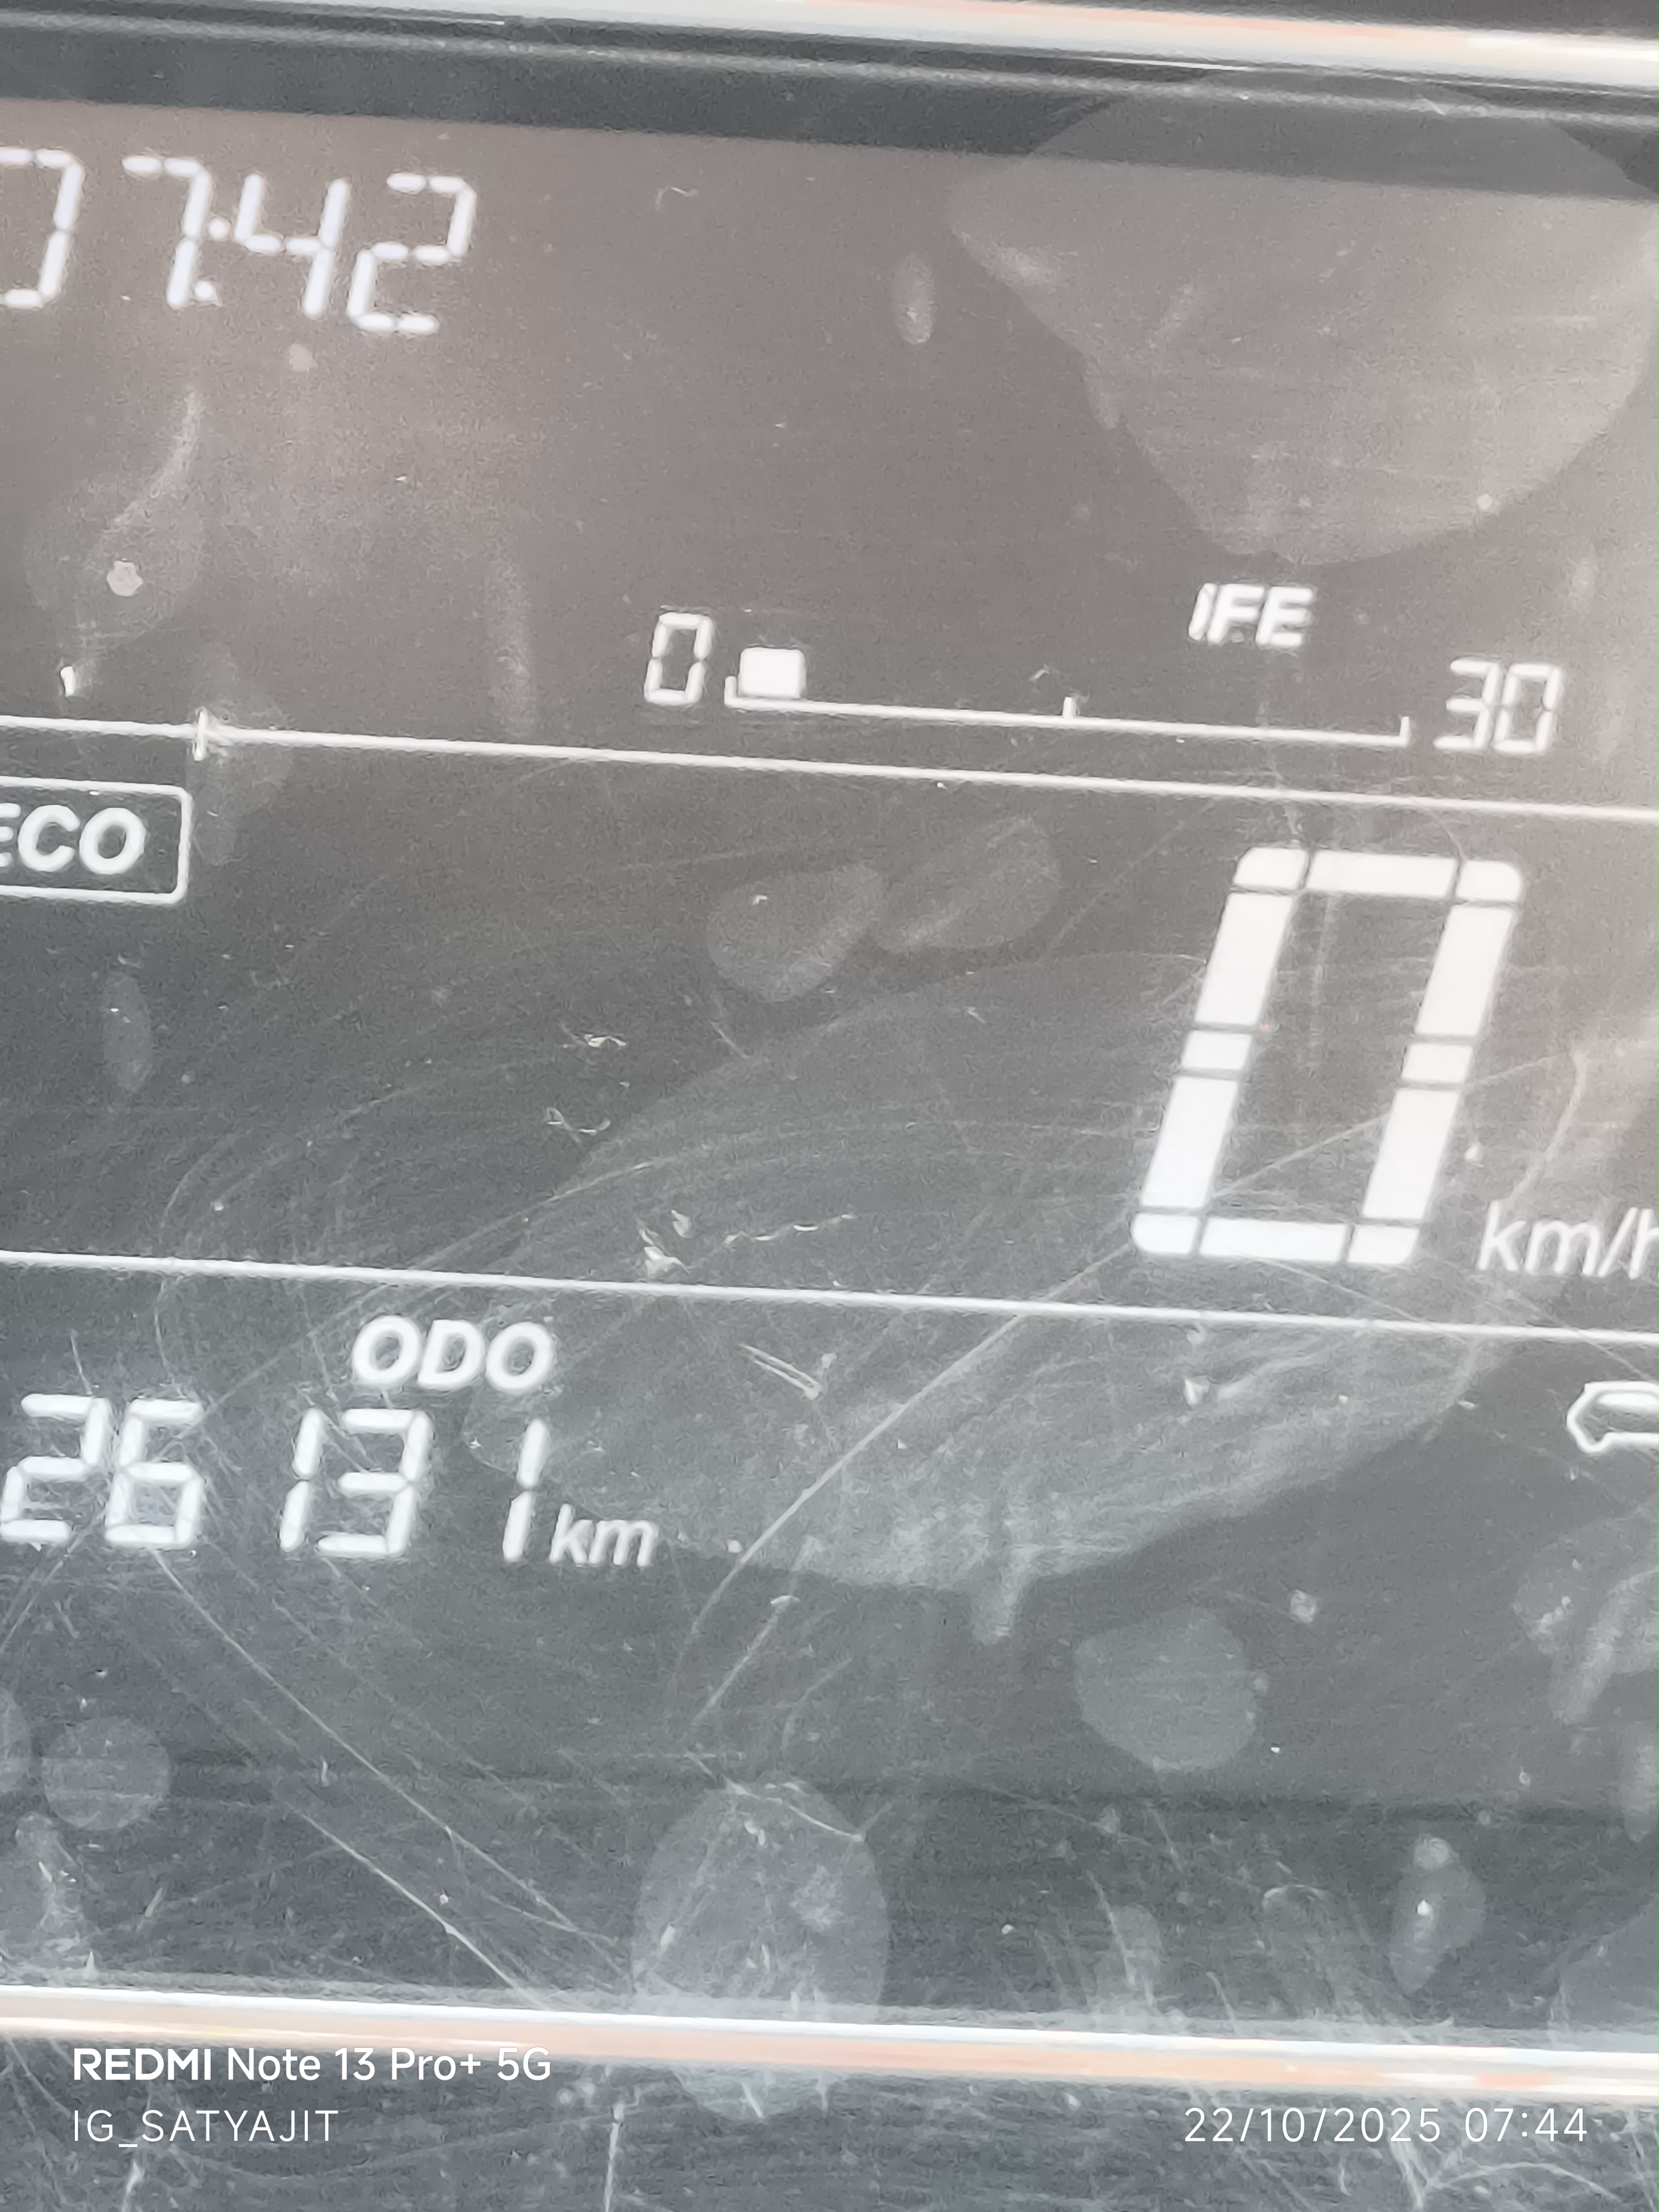 07:42
IFE
0 30
ECO
0 km/h
ODO
26131 km
REDMI Note 13 Pro+ 5G
IG_SATYAJIT
22/10/2025 07:44